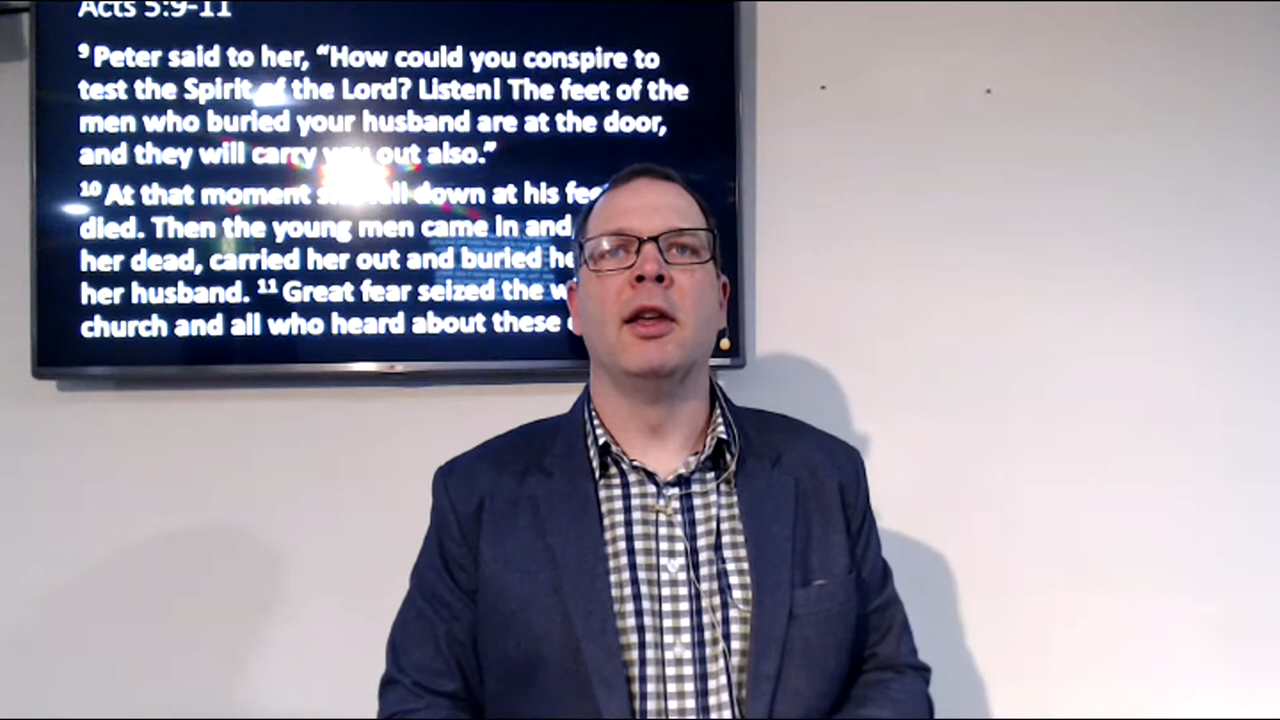 Acts 5:9-11
9 Peter said to her, “How could you conspire to
test the Spirit of the Lord? Listen! The feet of the
men who buried your husband are at the door,
and they will carry you out also.”
10 At that moment down at his
died. Then the young men came in and,
her dead, carried her out and buried
her husband. 11 Great fear seized the
church and all who heard about these